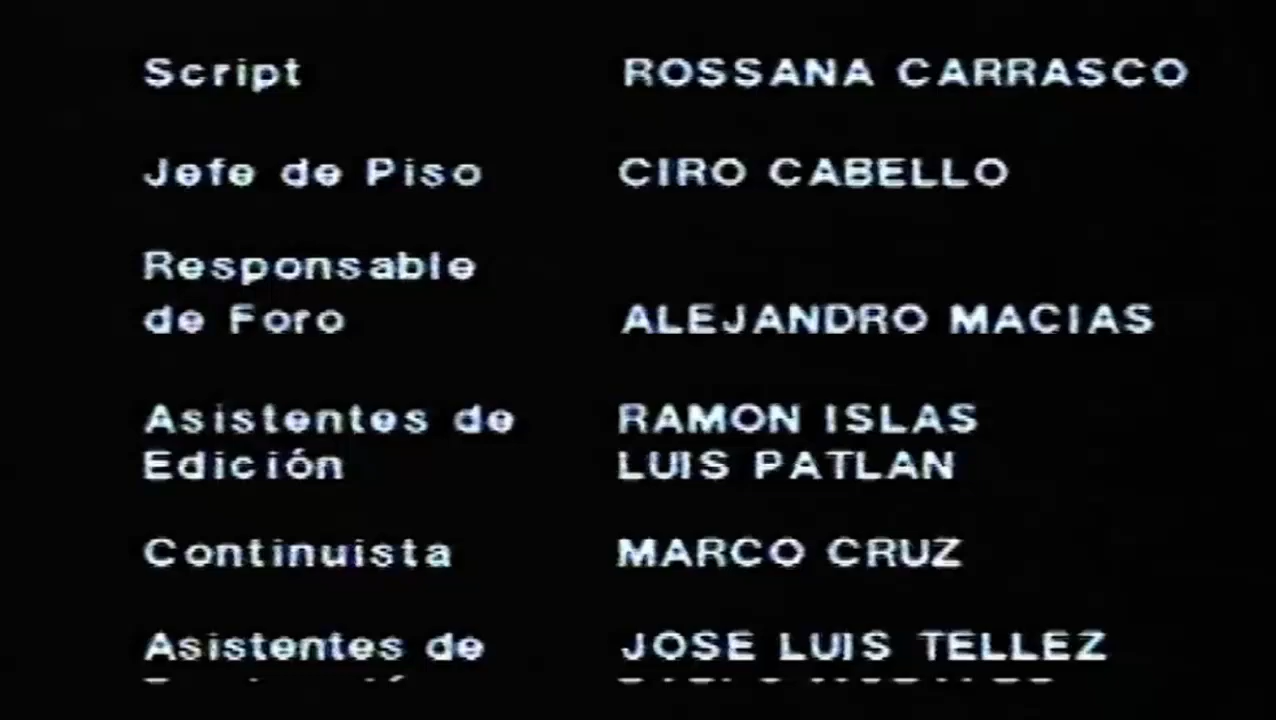 Script ROSSANA CARRASCO
Jefe de Piso CIRO CABELLO
Responsable
de Foro ALEJANDRO MACIAS
Asistentes de RAMON ISLAS
Edición LUIS PATLAN
Continuista MARCO CRUZ
Asistentes de JOSE LUIS TELLEZ